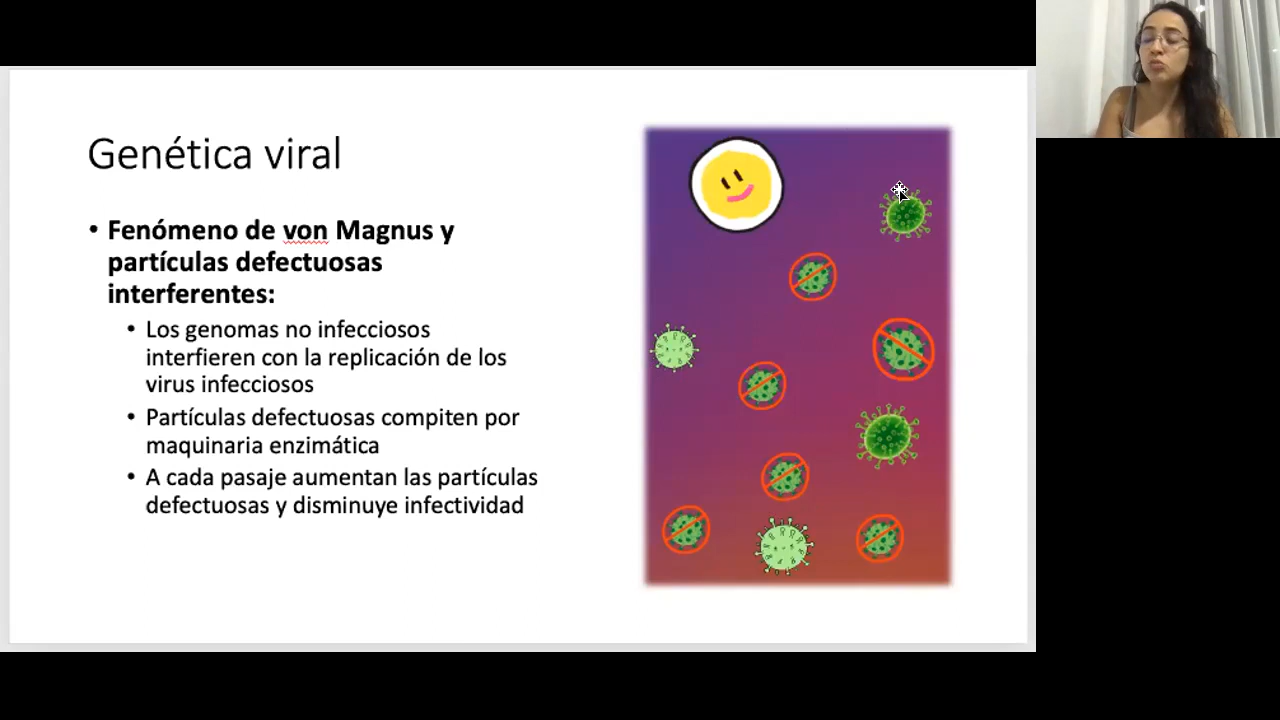 Genética viral
• Fenómeno de von Magnus y
partículas defectuosas
interferentes:
• Los genomas no infecciosos
interfieren con la replicación de los
virus infecciosos
• Partículas defectuosas compiten por
maquinaria enzimática
• A cada pasaje aumentan las partículas
defectuosas y disminuye infectividad